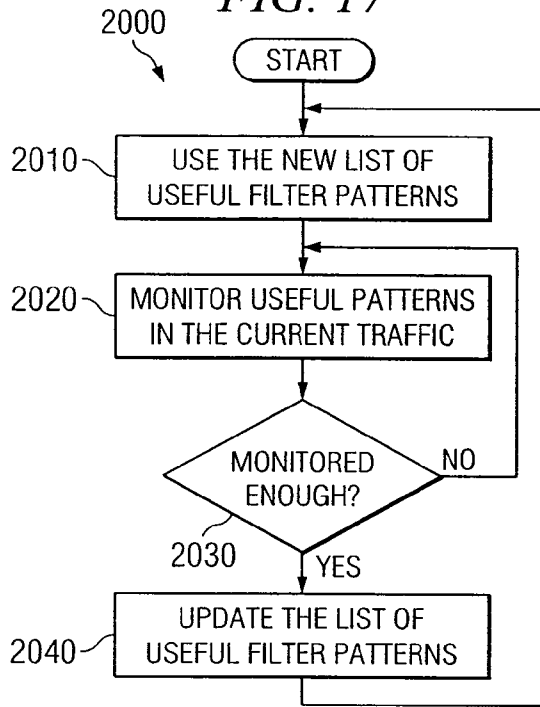 FIG. 17
2000
START
2010
USE THE NEW LIST OF
USEFUL FILTER PATTERNS
2020
MONITOR USEFUL PATTERNS
IN THE CURRENT TRAFFIC
MONITORED
ENOUGH?
NO
2030
YES
2040
UPDATE THE LIST OF
USEFUL FILTER PATTERNS